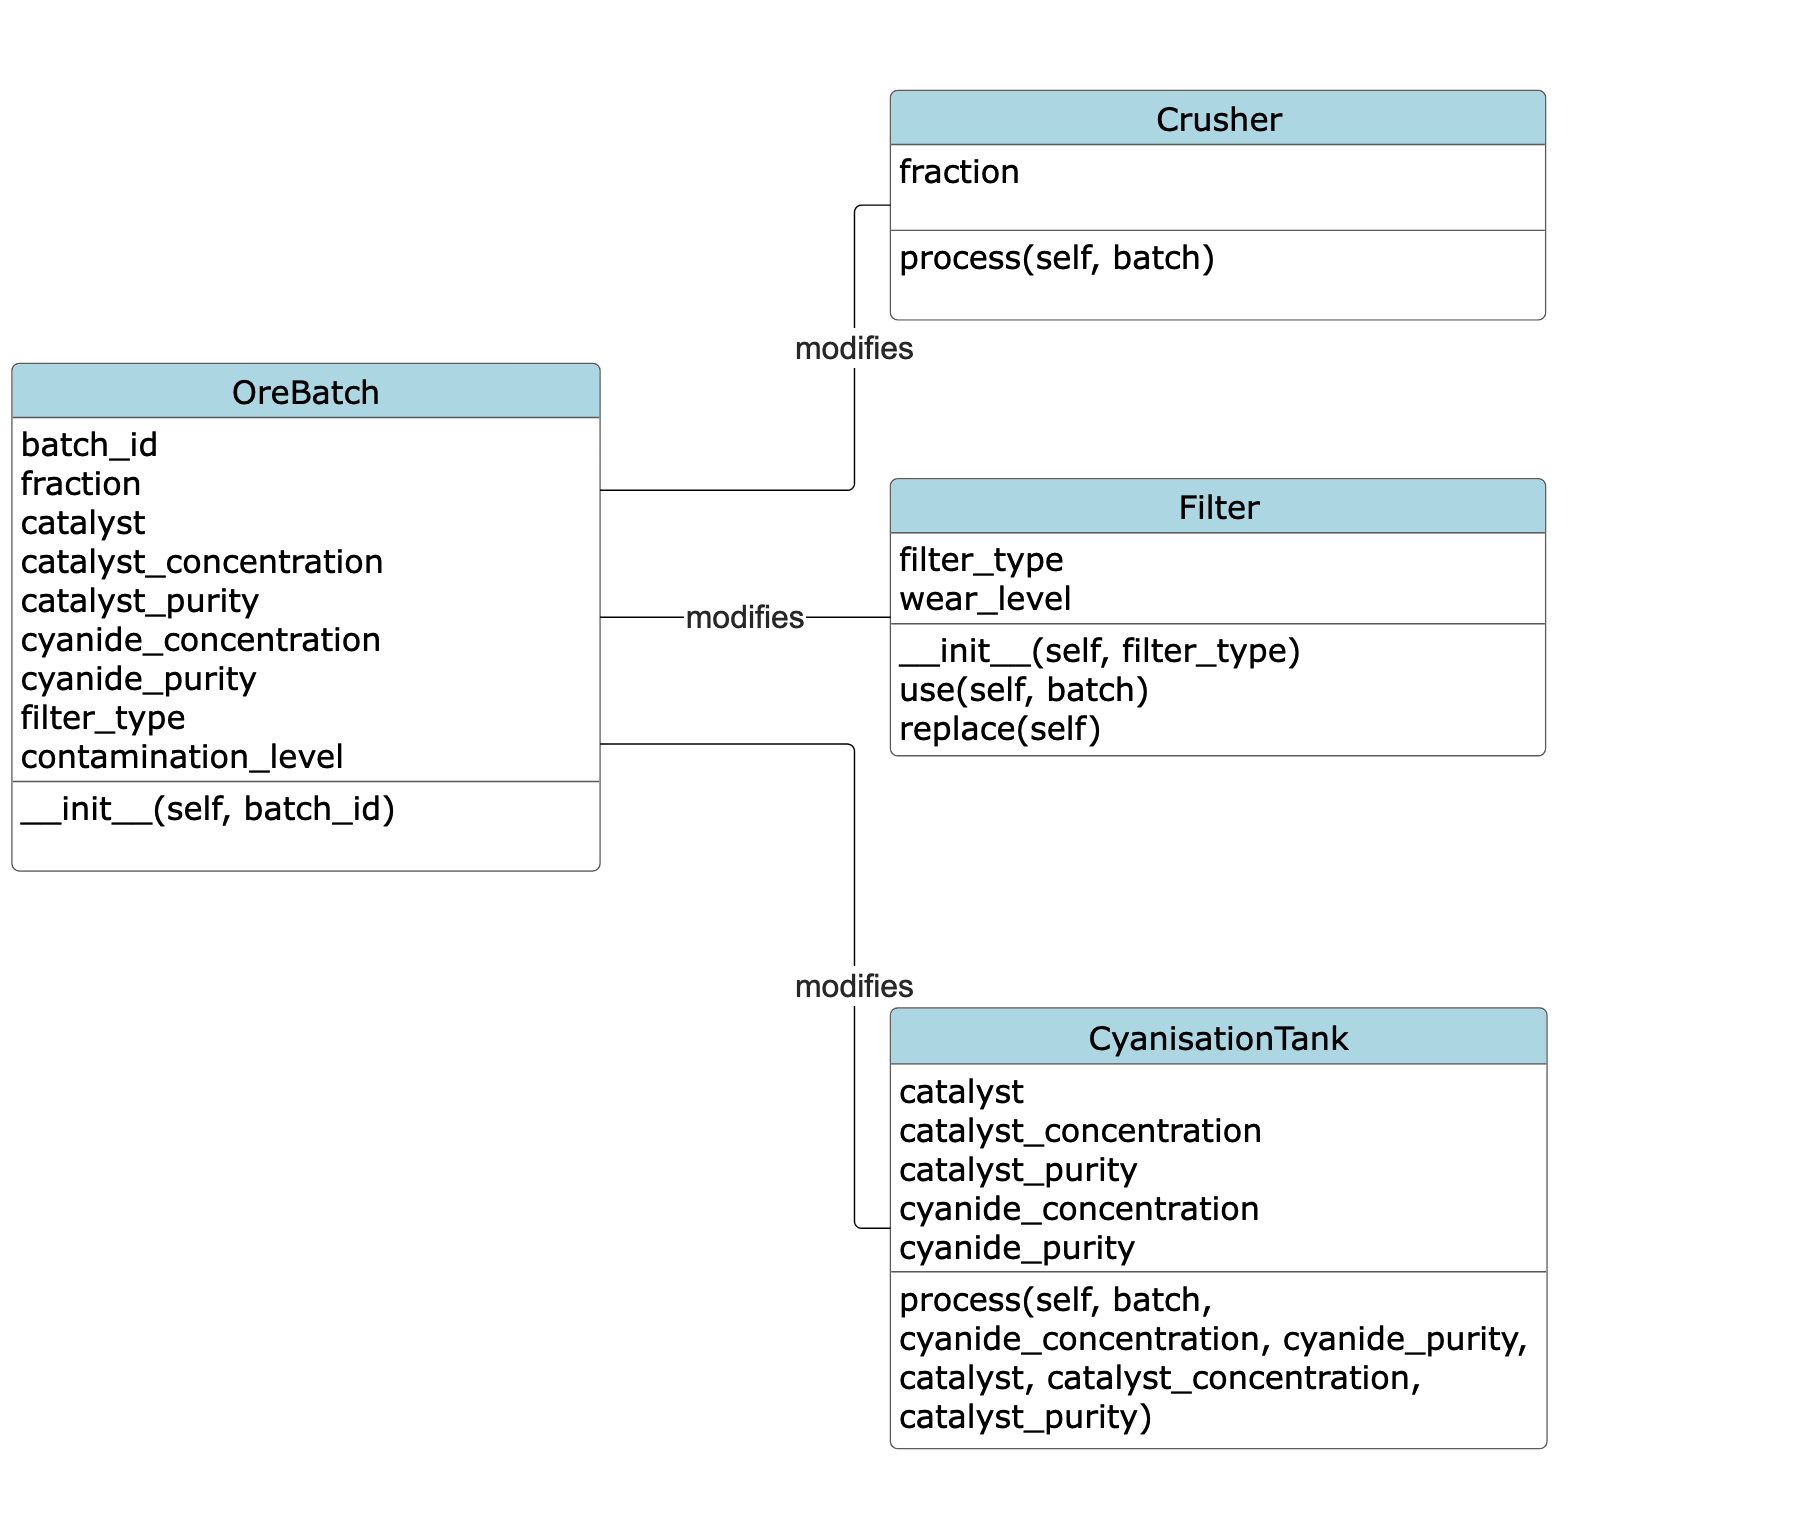 Crusher
fraction
process(self, batch)
modifies
OreBatch
batch_id
fraction
catalyst
catalyst_concentration
catalyst_purity
cyanide_concentration
cyanide_purity
filter_type
contamination_level
__init__(self, batch_id)
modifies
Filter
filter_type
wear_level
__init__(self, filter_type)
use(self, batch)
replace(self)
modifies
CyanisationTank
catalyst
catalyst_concentration
catalyst_purity
cyanide_concentration
cyanide_purity
process(self, batch,
cyanide_concentration, cyanide_purity,
catalyst, catalyst_concentration,
catalyst_purity)